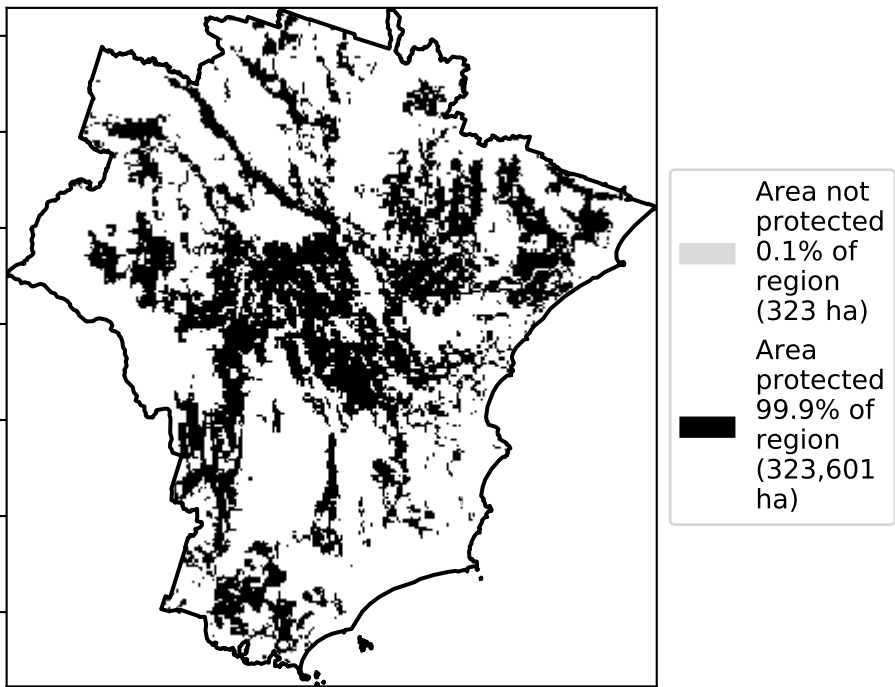 Area not
protected
0.1% of
region
(323 ha)
Area
protected
99.9% of
region
(323,601
ha)